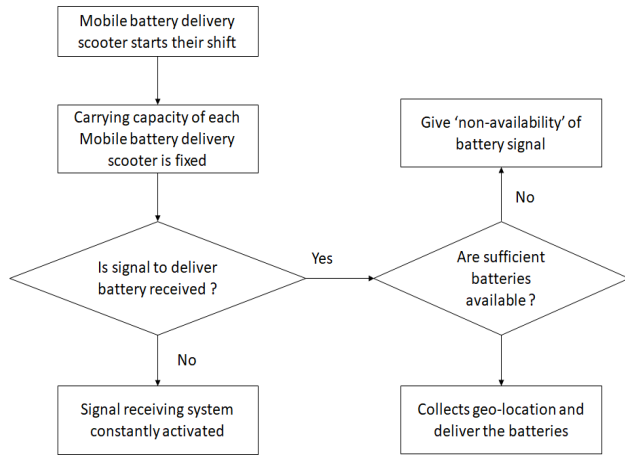 Mobile battery delivery
scooter starts their shift
Carrying capacity of each
Mobile battery delivery
scooter is fixed
Is signal to deliver
battery received ?
Yes
No
Signal receiving system
constantly activated
Give ‘non-availability’ of
battery signal
No
Are sufficient
batteries
available ?
Collects geo-location and
deliver the batteries